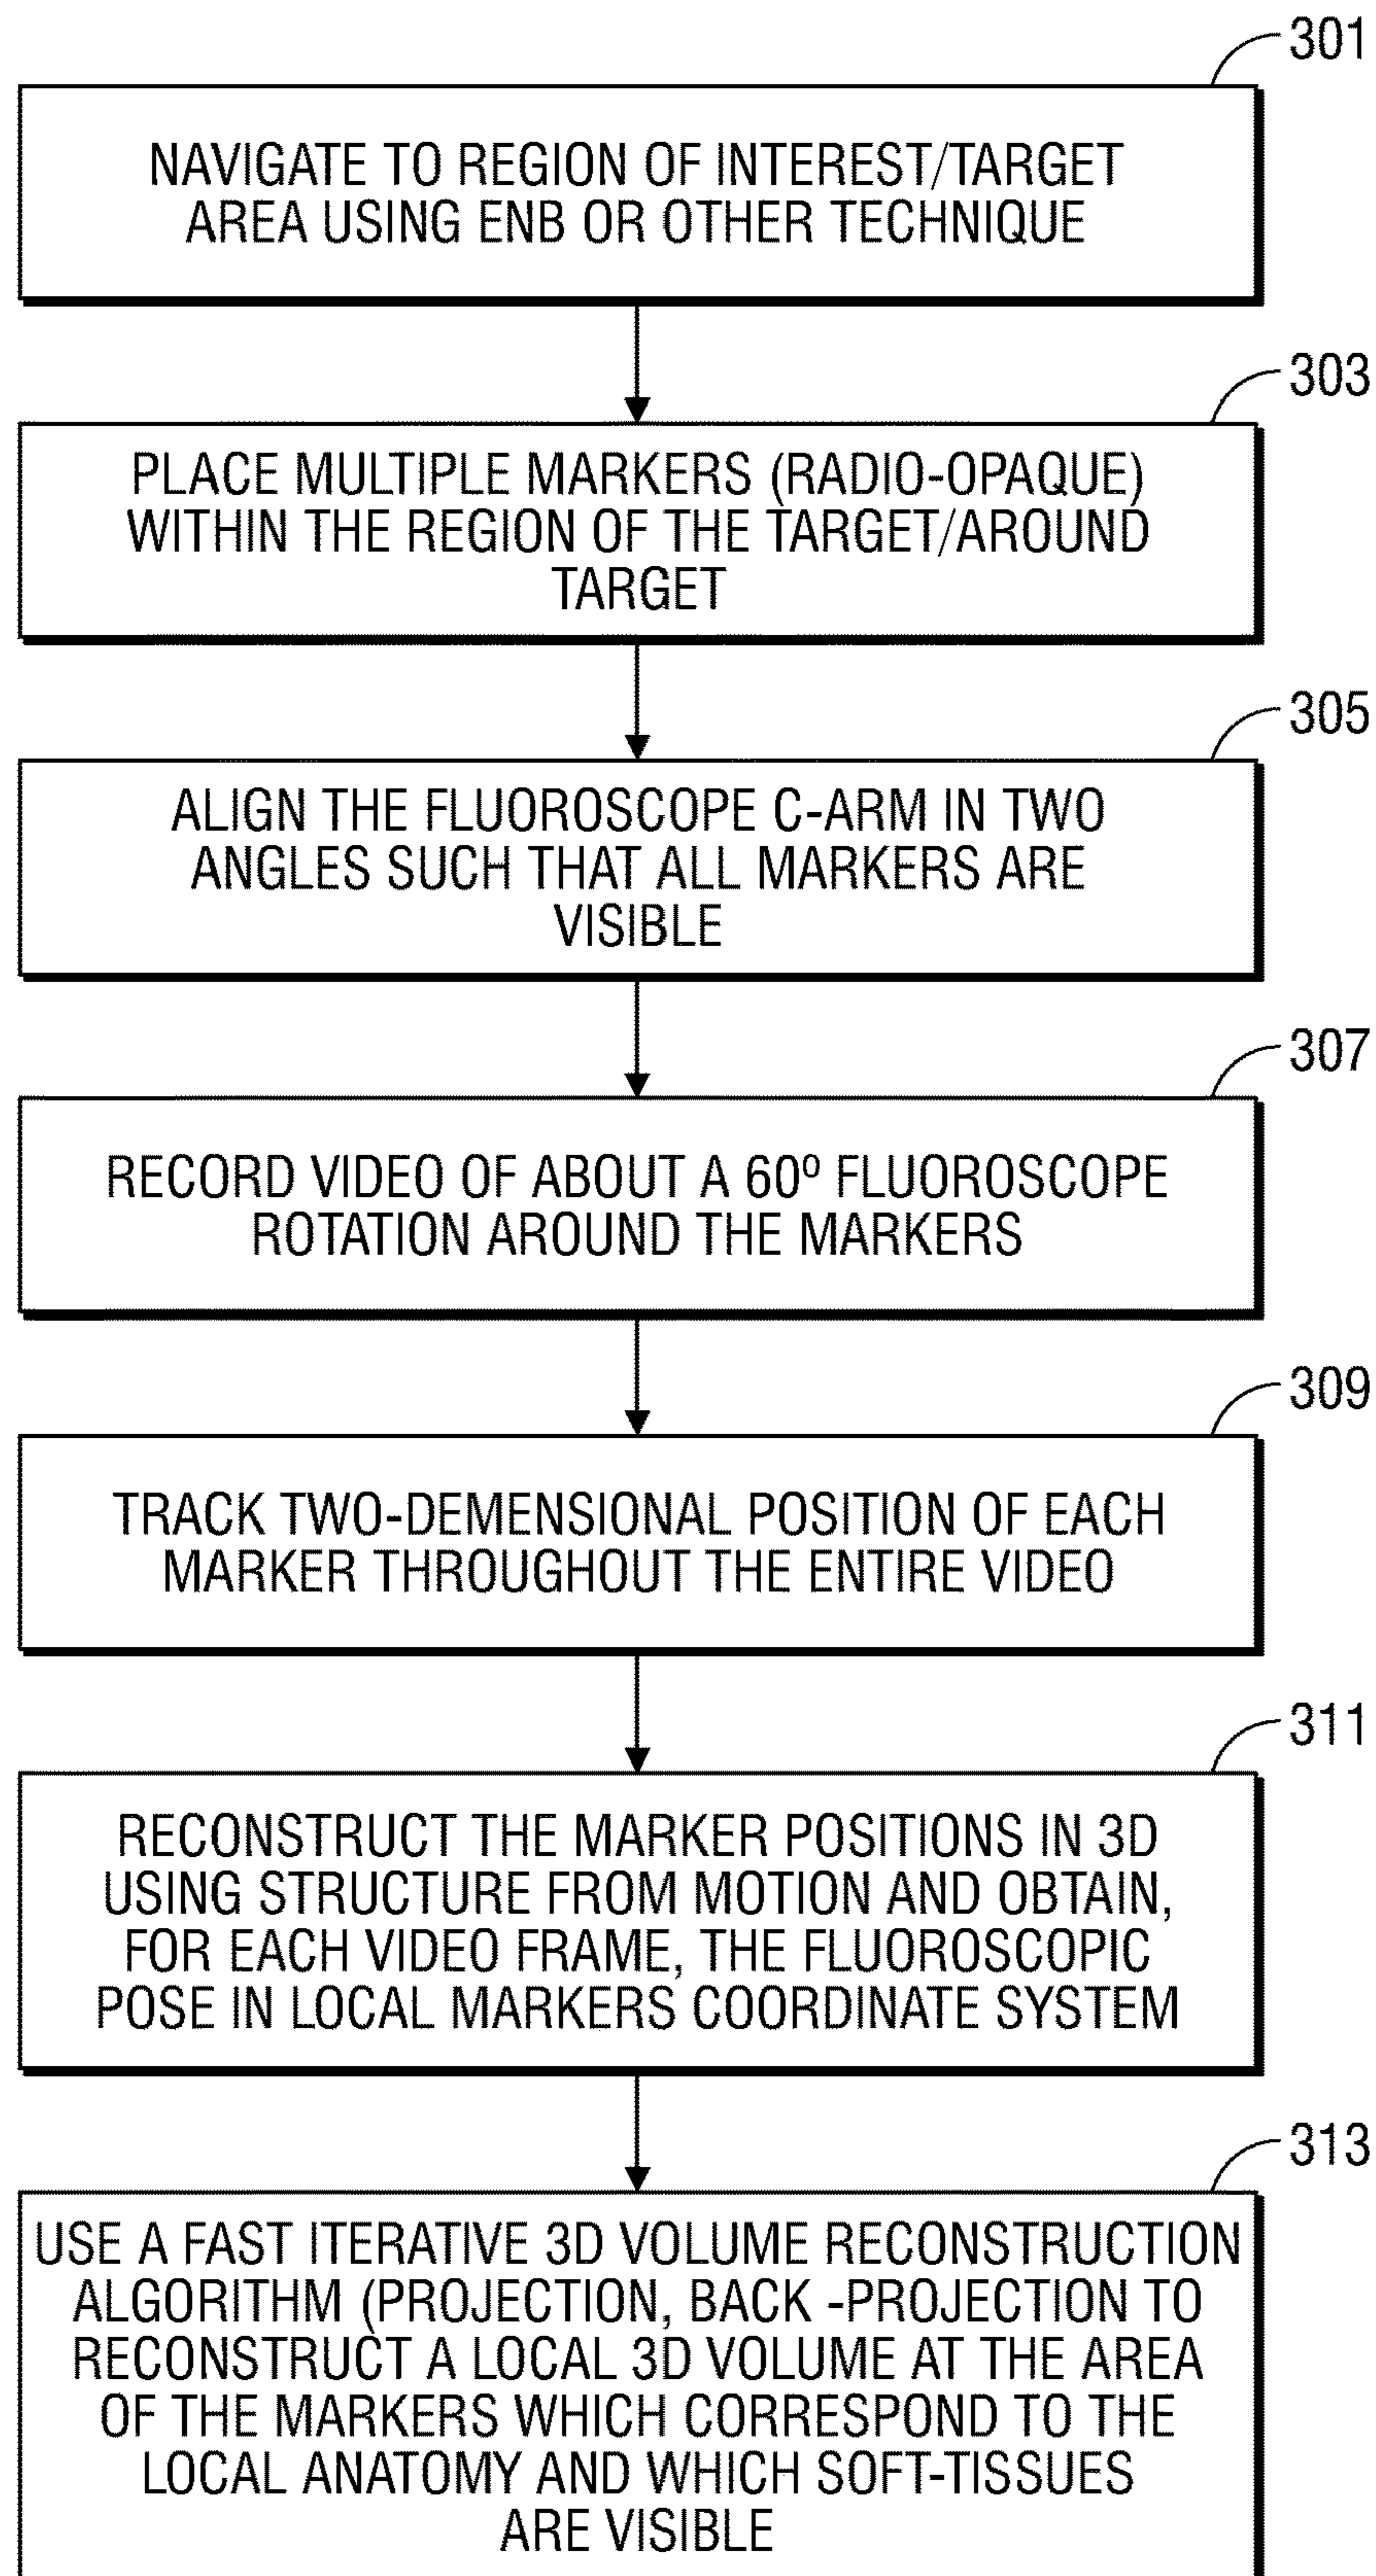 301
NAVIGATE TO REGION OF INTEREST/TARGET
AREA USING ENB OR OTHER TECHNIQUE
303
PLACE MULTIPLE MARKERS (RADIO-OPAQUE)
WITHIN THE REGION OF THE TARGET/AROUND
TARGET
305
ALIGN THE FLUOROSCOPE C-ARM IN TWO
ANGLES SUCH THAT ALL MARKERS ARE
VISIBLE
307
RECORD VIDEO OF ABOUT A 60º FLUOROSCOPE
ROTATION AROUND THE MARKERS
309
TRACK TWO-DEMENSIONAL POSITION OF EACH
MARKER THROUGHOUT THE ENTIRE VIDEO
311
RECONSTRUCT THE MARKER POSITIONS IN 3D
USING STRUCTURE FROM MOTION AND OBTAIN,
FOR EACH VIDEO FRAME, THE FLUOROSCOPIC
POSE IN LOCAL MARKERS COORDINATE SYSTEM
313
USE A FAST ITERATIVE 3D VOLUME RECONSTRUCTION
ALGORITHM (PROJECTION, BACK -PROJECTION TO
RECONSTRUCT A LOCAL 3D VOLUME AT THE AREA
OF THE MARKERS WHICH CORRESPOND TO THE
LOCAL ANATOMY AND WHICH SOFT-TISSUES
ARE VISIBLE